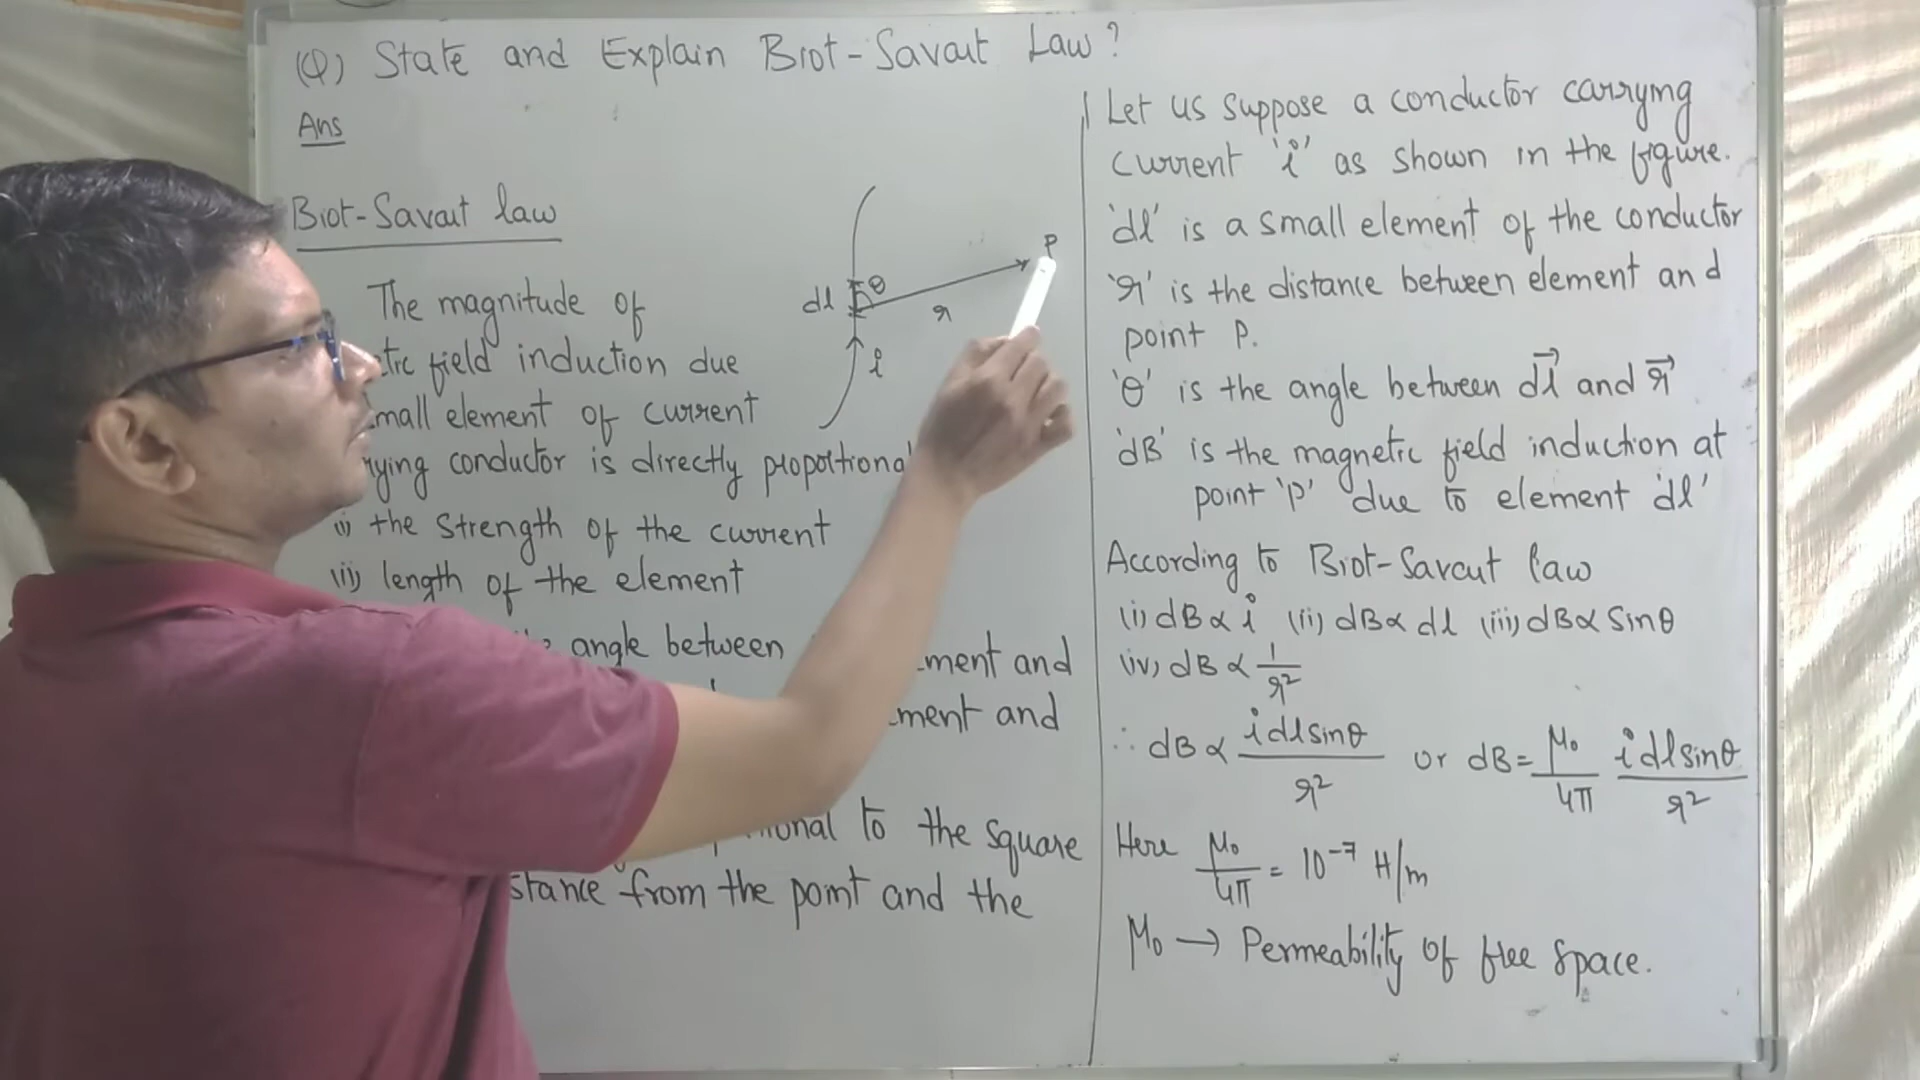 (Q) State and Explain Biot-Savart Law?
Ans
Biot-Savart law
The magnitude of
field induction due
element of current
conductor is directly proportional
(i) the strength of the current
(ii) length of the element
angle between
and
and
to the square
from the point and the
dl
θ
r
P
i
Let us suppose a conductor carrying
current 'i' as shown in the figure.
'dl' is a small element of the conductor
'r' is the distance between element and
point P.
'θ' is the angle between d\vec{l} and \vec{r}
'dB' is the magnetic field induction at
point 'P' due to element 'dl'
According to Biot-Savart law
(i) dB ∝ i (ii) dB ∝ dl (iii) dB ∝ Sinθ
(iv) dB ∝ 1/r²
∴ dB ∝ idlsinθ/r² or dB = μ₀/4π idlsinθ/r²
Here μ₀/4π = 10⁻⁷ H/m
μ₀ → Permeability of free space.